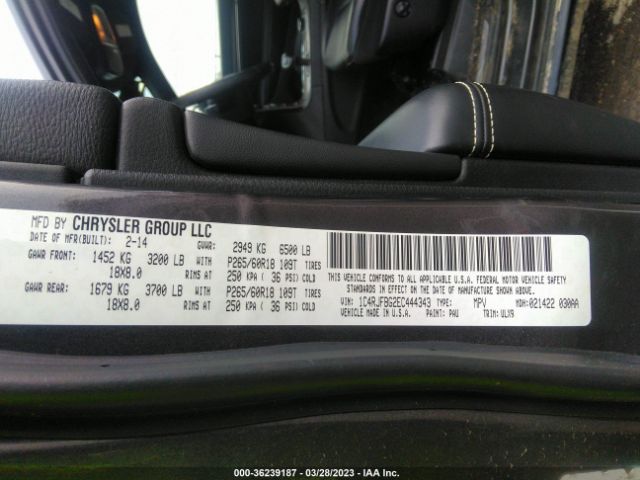 MFD BY CHRYSLER GROUP LLC
DATE OF MFR(BUILT): 2-14 GVWR: 2949 KG 6500 LB
GAWR FRONT: 1452 KG 3200 LB P265/60R18 109T TIRES
18X8.0 RIMS AT 250 KPA ( 36 PSI) COLD
GAWR REAR: 1679 KG 3700 LB P265/60R18 109T TIRES
18X8.0 RIMS AT 250 KPA ( 36 PSI) COLD
THIS VEHICLE CONFORMS TO ALL APPLICABLE U.S.A. FEDERAL MOTOR VEHICLE SAFETY
STANDARDS IN EFFECT ON THE DATE OF MANUFACTURE SHOWN ABOVE.
VIN: 1C4RJFBG2EC444343 TYPE: MPV MDH: 021422 030AA
VEHICLE MADE IN U.S.A. PAINT: PAU TRIM: ULX9
000-36239187 - 03/28/2023 - IAA Inc.